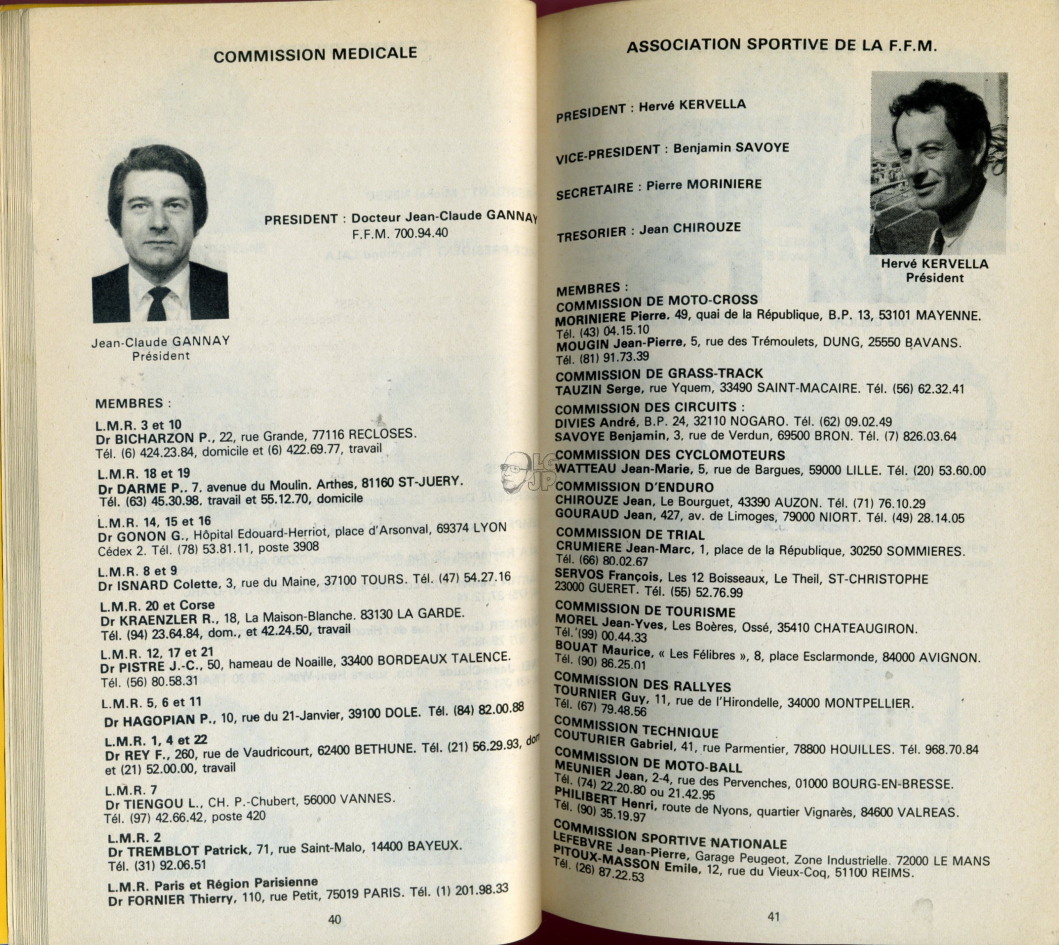 COMMISSION MEDICALE
PRESIDENT : Docteur Jean-Claude GANNAY
F.F.M. 700.94.40
Jean-Claude GANNAY
Président
MEMBRES :
L.M.R. 3 et 10
Dr BICHARZON P., 22, rue Grande, 77116 RECLOSES.
Tél. (6) 424.23.84, domicile et (6) 422.69.77, travail
L.M.R. 18 et 19
Dr DARME P.. 7. avenue du Moulin. Arthes, 81160 ST-JUERY.
Tél. (63) 45.30.98, travail et 55.12.70, domicile
L.M.R. 14, 15 et 16
Dr GONON G., Hôpital Edouard-Herriot, place d'Arsonval, 69374 LYON
Cédex 2. Tél. (78) 53.81.11, poste 3908
L.M.R. 8 et 9
Dr ISNARD Colette, 3, rue du Maine, 37100 TOURS. Tél. (47) 54.27.16
L.M.R. 20 et Corse
Dr KRAENZLER R., 18, La Maison-Blanche. 83130 LA GARDE.
Tél. (94) 23.64.84, dom., et 42.24.50, travail
L.M.R. 12, 17 et 21
Dr PISTRE J.-C., 50, hameau de Noaille, 33400 BORDEAUX TALENCE.
Tél. (56) 80.58.31
L.M.R. 5, 6 et 11
Dr HAGOPIAN P., 10, rue du 21-Janvier, 39100 DOLE. Tél. (84) 82.00.88
L.M.R. 1, 4 et 22
Dr REY F., 260, rue de Vaudricourt, 62400 BETHUNE. Tél. (21) 56.29.93, dom
et (21) 52.00.00, travail
L.M.R. 7
Dr TIENGOU L., CH. P.-Chubert, 56000 VANNES.
Tél. (97) 42.66.42, poste 420
L.M.R. 2
Dr TREMBLOT Patrick, 71, rue Saint-Malo, 14400 BAYEUX.
Tél. (31) 92.06.51
L.M.R. Paris et Région Parisienne
Dr FORNIER Thierry, 110, rue Petit, 75019 PARIS. Tél. (1) 201.98.33
40
ASSOCIATION SPORTIVE DE LA F.F.M.
PRESIDENT : Hervé KERVELLA
VICE-PRESIDENT : Benjamin SAVOYE
SECRETAIRE : Pierre MORINIERE
TRESORIER : Jean CHIROUZE
Hervé KERVELLA
Président
MEMBRES :
COMMISSION DE MOTO-CROSS
MORINIERE Pierre. 49, quai de la République, B.P. 13, 53101 MAYENNE.
Tél. (43) 04.15.10
MOUGIN Jean-Pierre, 5, rue des Trémoulets, DUNG, 25550 BAVANS.
Tél. (81) 91.73.39
COMMISSION DE GRASS-TRACK
TAUZIN Serge, rue Yquem, 33490 SAINT-MACAIRE. Tél. (56) 62.32.41
COMMISSION DES CIRCUITS :
DIVIES André, B.P. 24, 32110 NOGARO. Tél. (62) 09.02.49
SAVOYE Benjamin, 3, rue de Verdun, 69500 BRON. Tél. (7) 826.03.64
COMMISSION DES CYCLOMOTEURS
WATTEAU Jean-Marie, 5, rue de Bargues, 59000 LILLE. Tél. (20) 53.60.00
COMMISSION D'ENDURO
CHIROUZE Jean, Le Bourguet, 43390 AUZON. Tél. (71) 76.10.29
GOURAUD Jean, 427, av. de Limoges, 79000 NIORT. Tél. (49) 28.14.05
COMMISSION DE TRIAL
CRUMIERE Jean-Marc, 1, place de la République, 30250 SOMMIERES.
Tél. (66) 80.02.67
SERVOS François, Les 12 Boisseaux, Le Theil, ST-CHRISTOPHE
23000 GUERET. Tél. (55) 52.76.99
COMMISSION DE TOURISME
MOREL Jean-Yves, Les Boères, Ossé, 35410 CHATEAUGIRON.
Tél. (99) 00.44.33
BOUAT Maurice, « Les Félibres », 8, place Esclarmonde, 84000 AVIGNON.
Tél. (90) 86.25.01
COMMISSION DES RALLYES
TOURNIER Guy, 11, rue de l'Hirondelle, 34000 MONTPELLIER.
Tél. (67) 79.48.56
COMMISSION TECHNIQUE
COUTURIER Gabriel, 41, rue Parmentier, 78800 HOUILLES. Tél. 968.70.84
COMMISSION DE MOTO-BALL
MEUNIER Jean, 2-4, rue des Pervenches, 01000 BOURG-EN-BRESSE.
Tél. (74) 22.20.80 ou 21.42.95
PHILIBERT Henri, route de Nyons, quartier Vignarès, 84600 VALREAS.
Tél. (90) 35.19.97
COMMISSION SPORTIVE NATIONALE
LEFEBVRE Jean-Pierre, Garage Peugeot, Zone Industrielle. 72000 LE MANS
PITOUX-MASSON Emile, 12, rue du Vieux-Coq, 51100 REIMS.
Tél. (26) 87.22.53
41
LG
JP